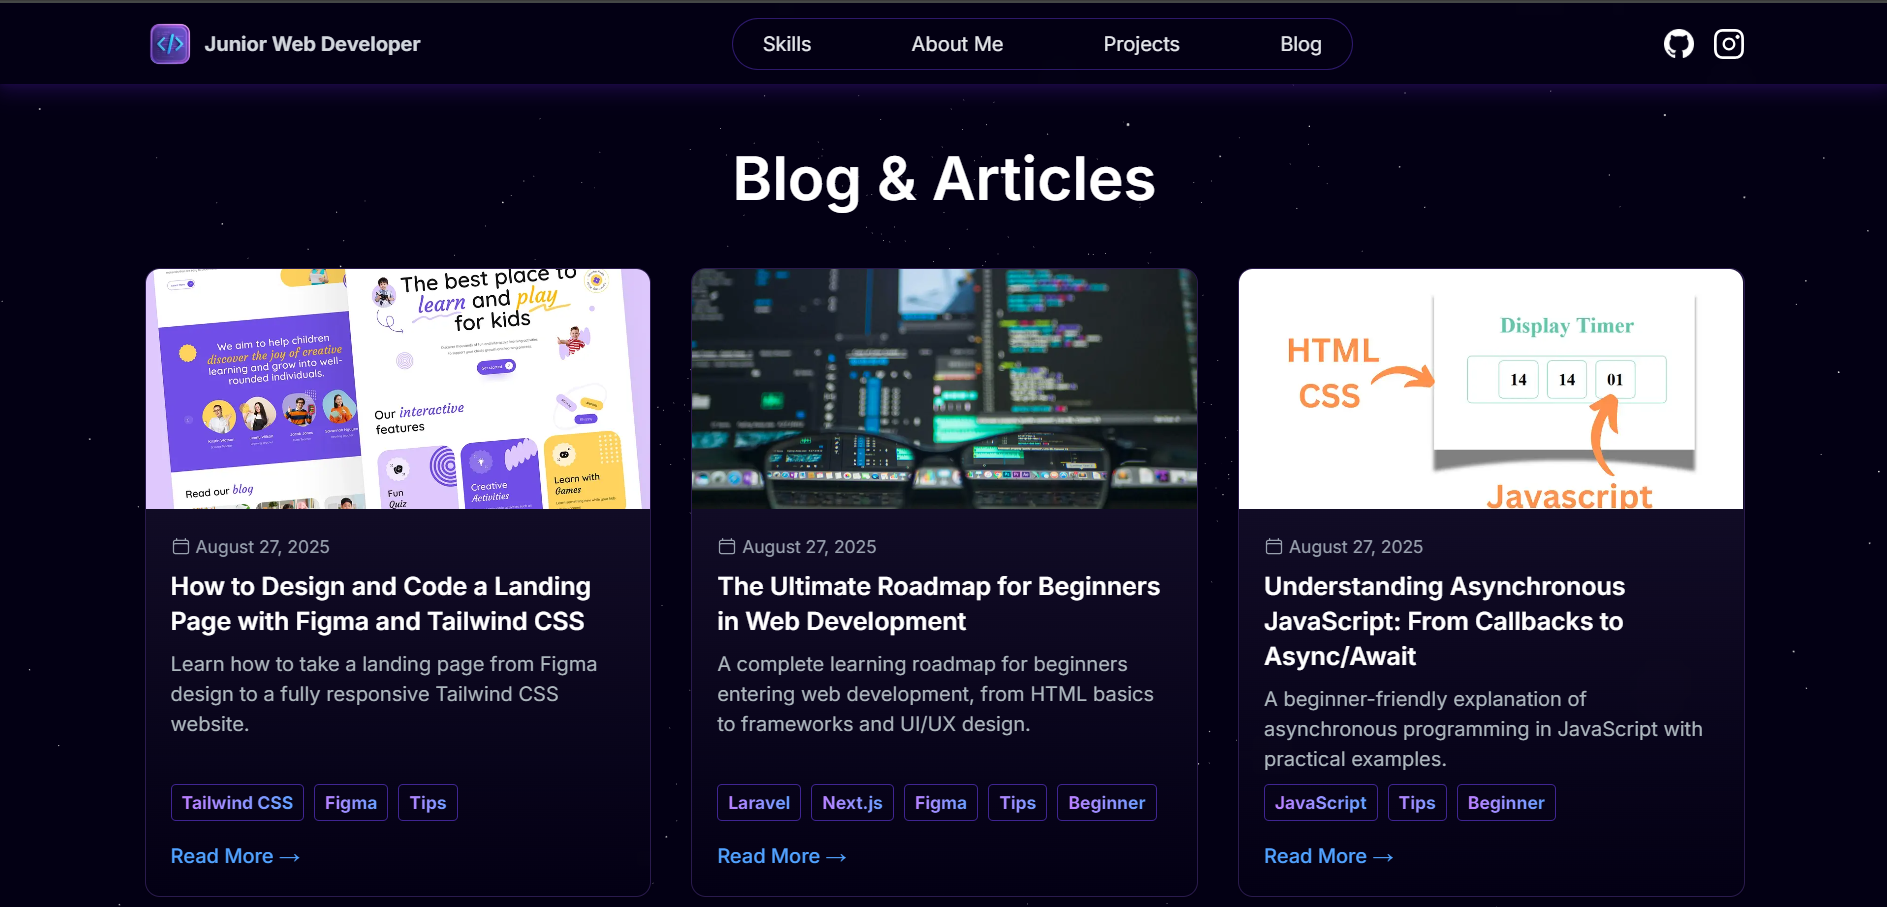 Junior Web Developer
Skills
About Me
Projects
Blog
Blog & Articles
The best place to
learn and play
for kids
We aim to help children
discover the joy of creative
learning and grow into well-
rounded individuals.
Our interactive
features
Read our blog
Fun
Quiz
Creative
Activities
Learn with
Games
HTML
CSS
Display Timer
14 14 01
Javascript
August 27, 2025
How to Design and Code a Landing
Page with Figma and Tailwind CSS
Learn how to take a landing page from Figma
design to a fully responsive Tailwind CSS
website.
Tailwind CSS
Figma
Tips
Read More →
August 27, 2025
The Ultimate Roadmap for Beginners
in Web Development
A complete learning roadmap for beginners
entering web development, from HTML basics
to frameworks and UI/UX design.
Laravel
Next.js
Figma
Tips
Beginner
Read More →
August 27, 2025
Understanding Asynchronous
JavaScript: From Callbacks to
Async/Await
A beginner-friendly explanation of
asynchronous programming in JavaScript with
practical examples.
JavaScript
Tips
Beginner
Read More →